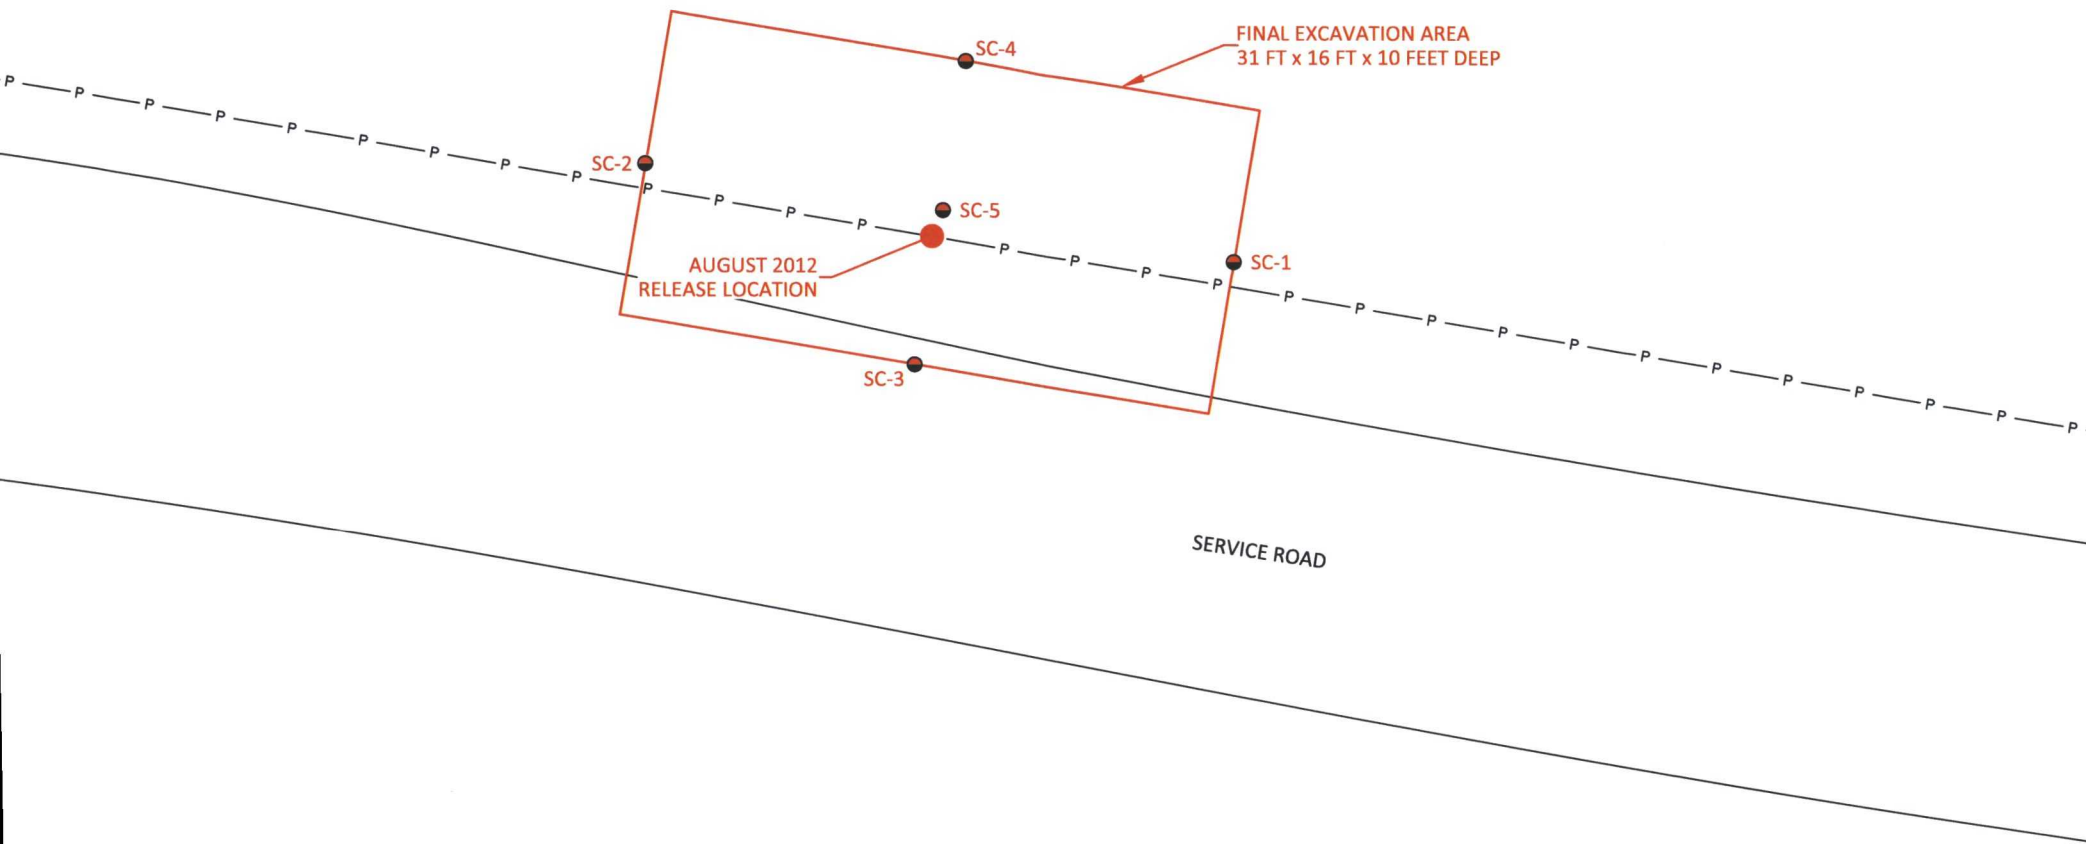 SC-4
FINAL EXCAVATION AREA
31 FT x 16 FT x 10 FEET DEEP
P P P P P P P P P P P P P P P P P P P P P P P P P P P P P
SC-2
SC-5
AUGUST 2012
RELEASE LOCATION
SC-1
SC-3
SERVICE ROAD